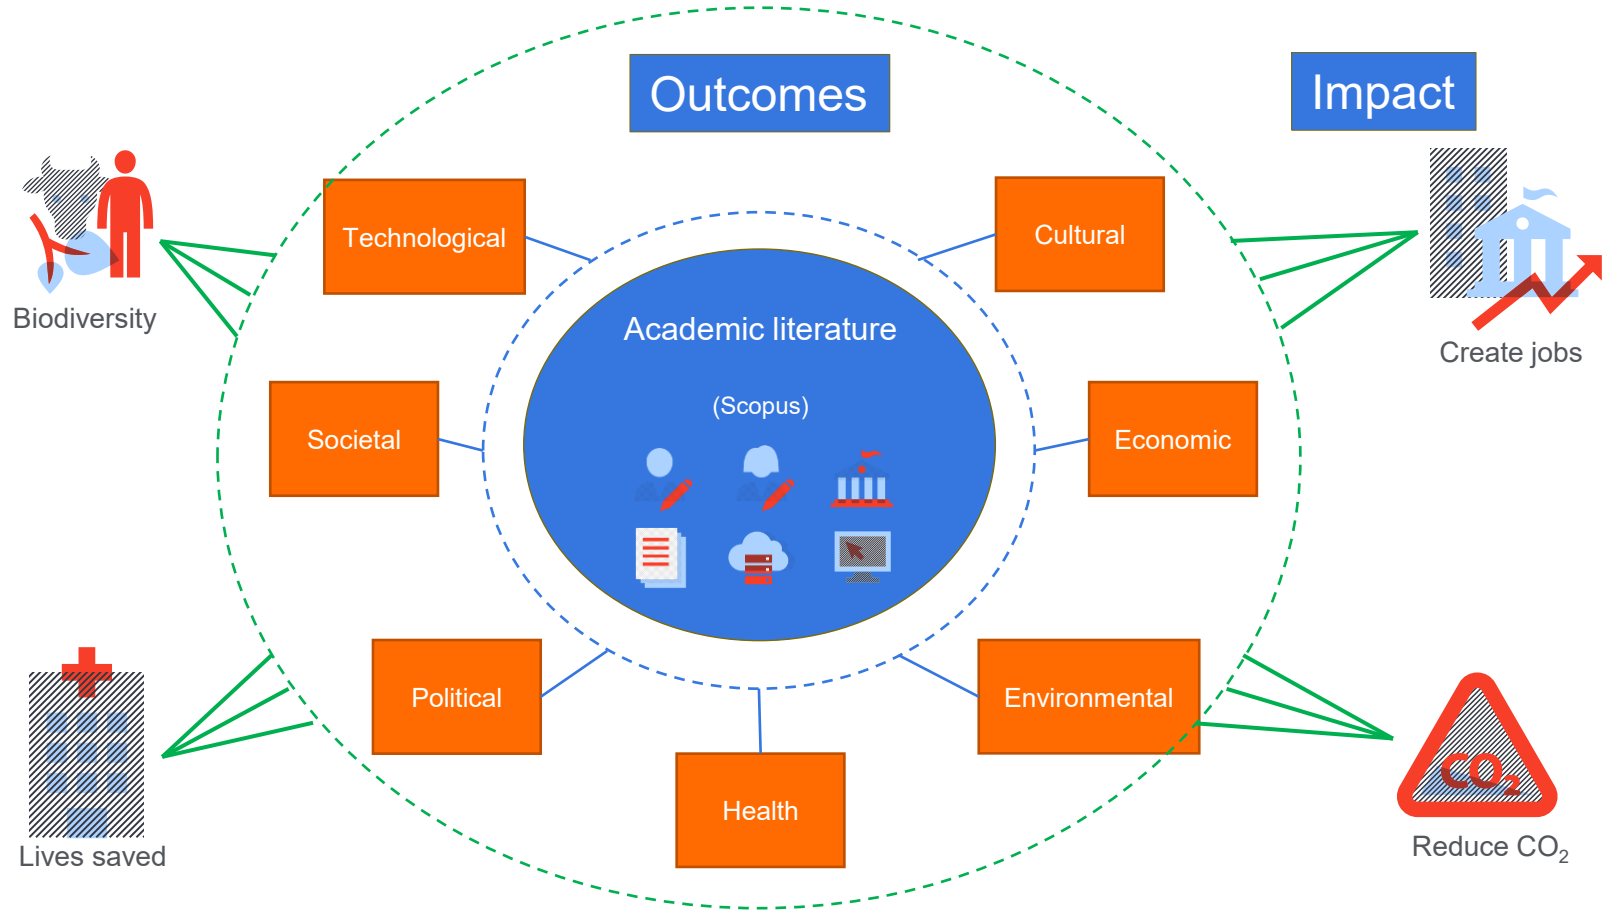 Outcomes
Impact
Technological
Cultural
Biodiversity
Academic literature
(Scopus)
Create jobs
Societal
Economic
Political
Environmental
Health
CO₂
Lives saved
Reduce CO₂